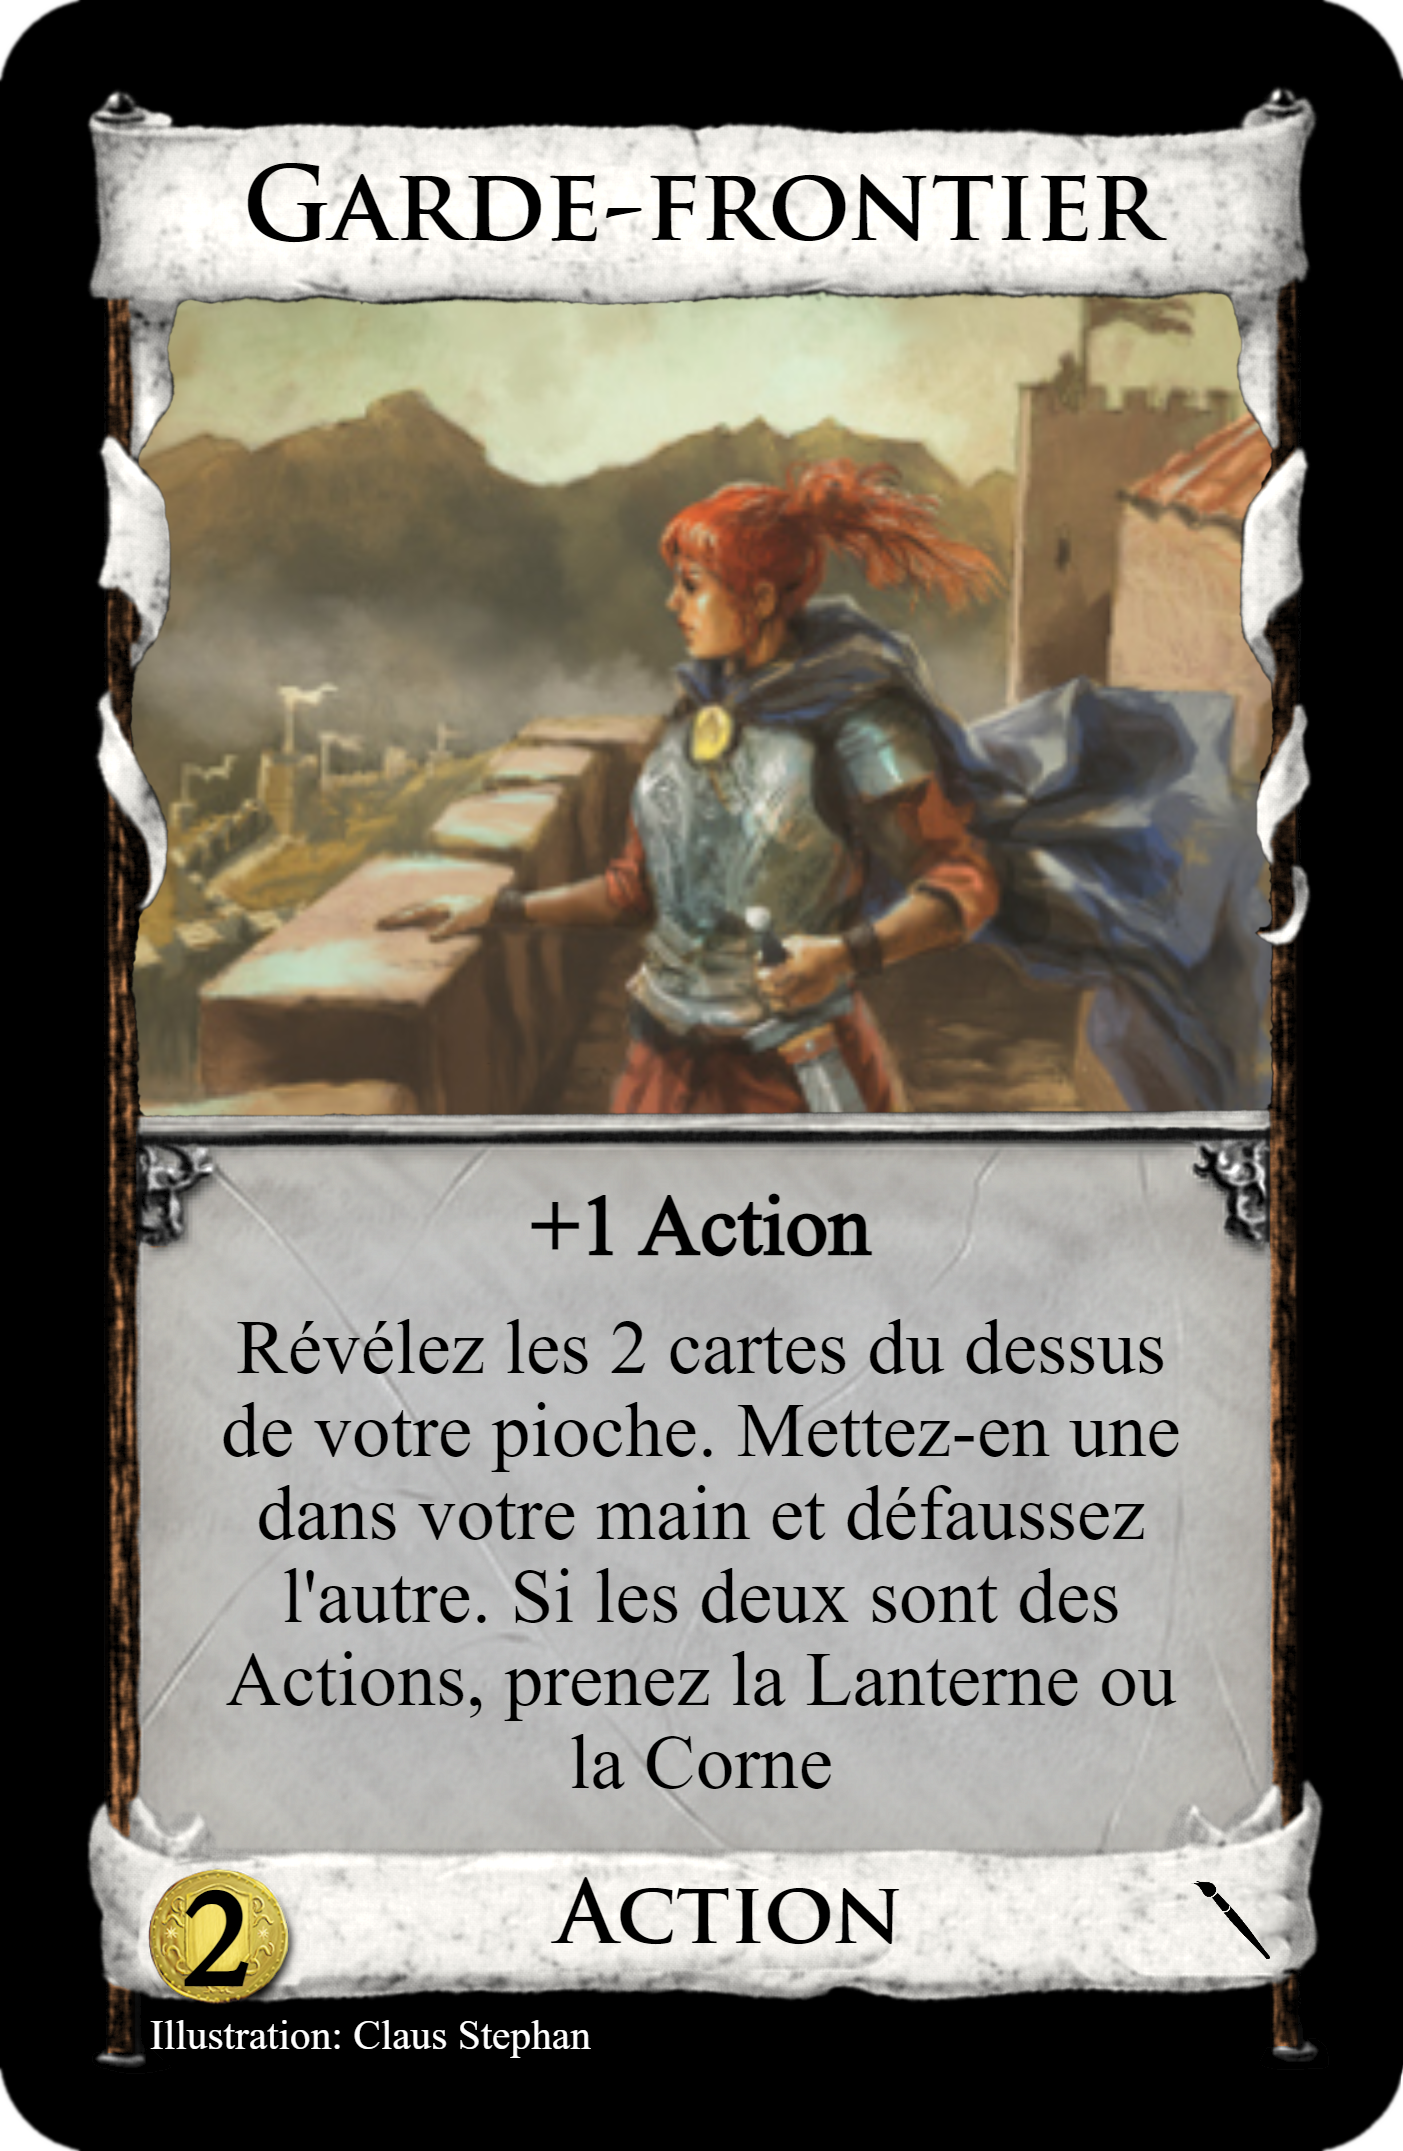 GARDE-FRONTIER
+1 Action
Révélez les 2 cartes du dessus
de votre pioche. Mettez-en une
dans votre main et défaussez
l'autre. Si les deux sont des
Actions, prenez la Lanterne ou
la Corne
2
ACTION
Illustration: Claus Stephan